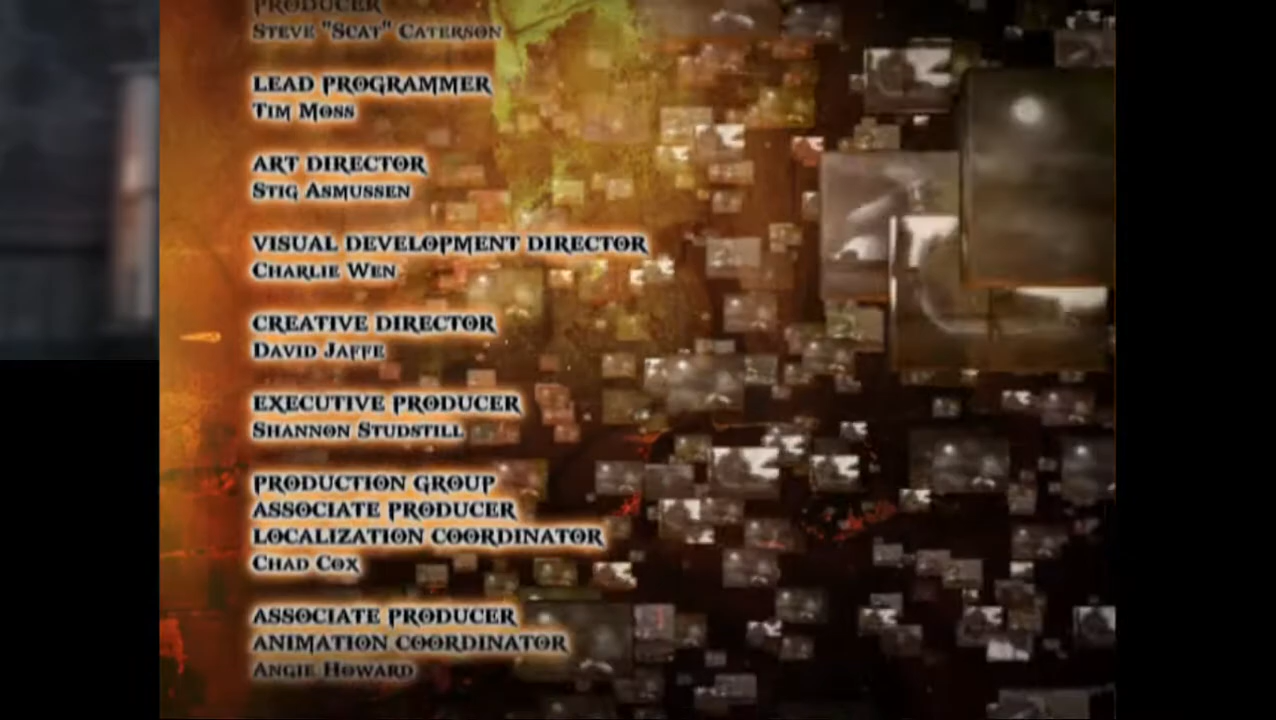 PRODUCER
STEVE "SCAT" CATERSON
LEAD PROGRAMMER
TIM MOSS
ART DIRECTOR
STIG ASMUSSEN
VISUAL DEVELOPMENT DIRECTOR
CHARLIE WEN
CREATIVE DIRECTOR
DAVID JAFFE
EXECUTIVE PRODUCER
SHANNON STUDSTILL
PRODUCTION GROUP
ASSOCIATE PRODUCER
LOCALIZATION COORDINATOR
CHAD COX
ASSOCIATE PRODUCER
ANIMATION COORDINATOR
ANGIE HOWARD